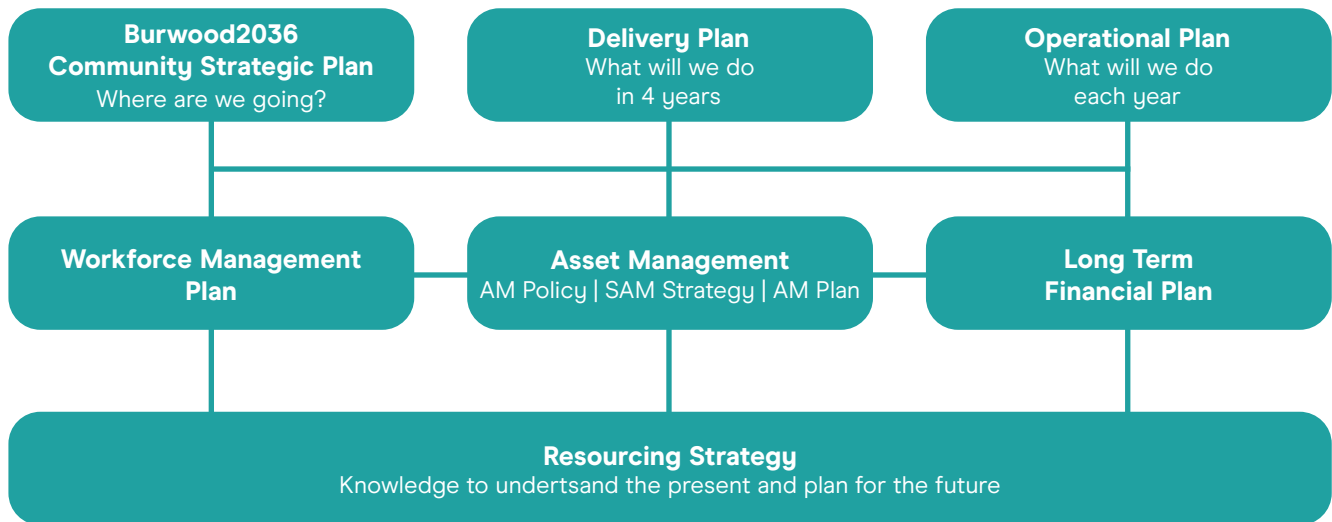 Burwood2036
Community Strategic Plan
Where are we going?
Delivery Plan
What will we do
in 4 years
Operational Plan
What will we do
each year
Workforce Management
Plan
Asset Management
AM Policy | SAM Strategy | AM Plan
Long Term
Financial Plan
Resourcing Strategy
Knowledge to undertsand the present and plan for the future